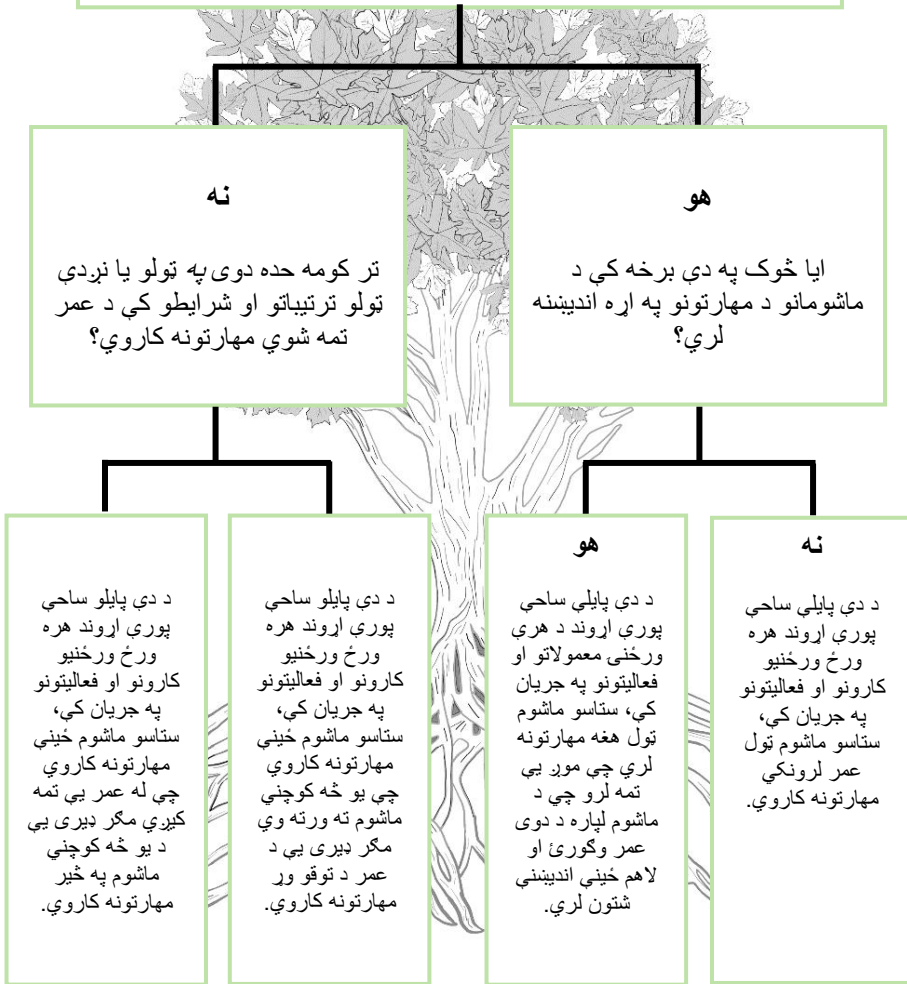 هو
ایا څوک په دې برخه کې د
ماشومانو د مهارتونو په اړه اندیښنه
لري؟
نه
تر کومه حده دوی په ټولو یا نږدې
ټولو ترتیباتو او شرایطو کې د عمر
تمه شوي مهارتونه کاروي؟
نه
د دې پایلې ساحې
پورې اړوند هره
ورځ ورځنیو
کارونو او فعالیتونو
په جریان کې،
ستاسو ماشوم ټول
عمر لرونکي
مهارتونه کاروي.
هو
د دې پایلې ساحې
پورې اړوند د هرې
ورځنۍ معمولاتو او
فعالیتونو په جریان
کې، ستاسو ماشوم
ټول هغه مهارتونه
لري چې موږ یې
تمه لرو چې د
ماشوم لپاره د دوی
عمر وګورئ او
لاهم ځینې اندیښنې
شتون لري.
د دې پایلو ساحې
پورې اړوند هره
ورځ ورځنیو
کارونو او فعالیتونو
په جریان کې،
ستاسو ماشوم ځینې
مهارتونه کاروي
چې یو څه کوچني
ماشوم ته ورته وي
مګر ډیری یې د
عمر د توقو وړ
مهارتونه کاروي.
د دې پایلو ساحې
پورې اړوند هره
ورځ ورځنیو
کارونو او فعالیتونو
په جریان کې،
ستاسو ماشوم ځینې
مهارتونه کاروي
چې له عمر یې تمه
کیږي مګر ډیری یې
د یو څه کوچني
ماشوم په څیر
مهارتونه کاروي.